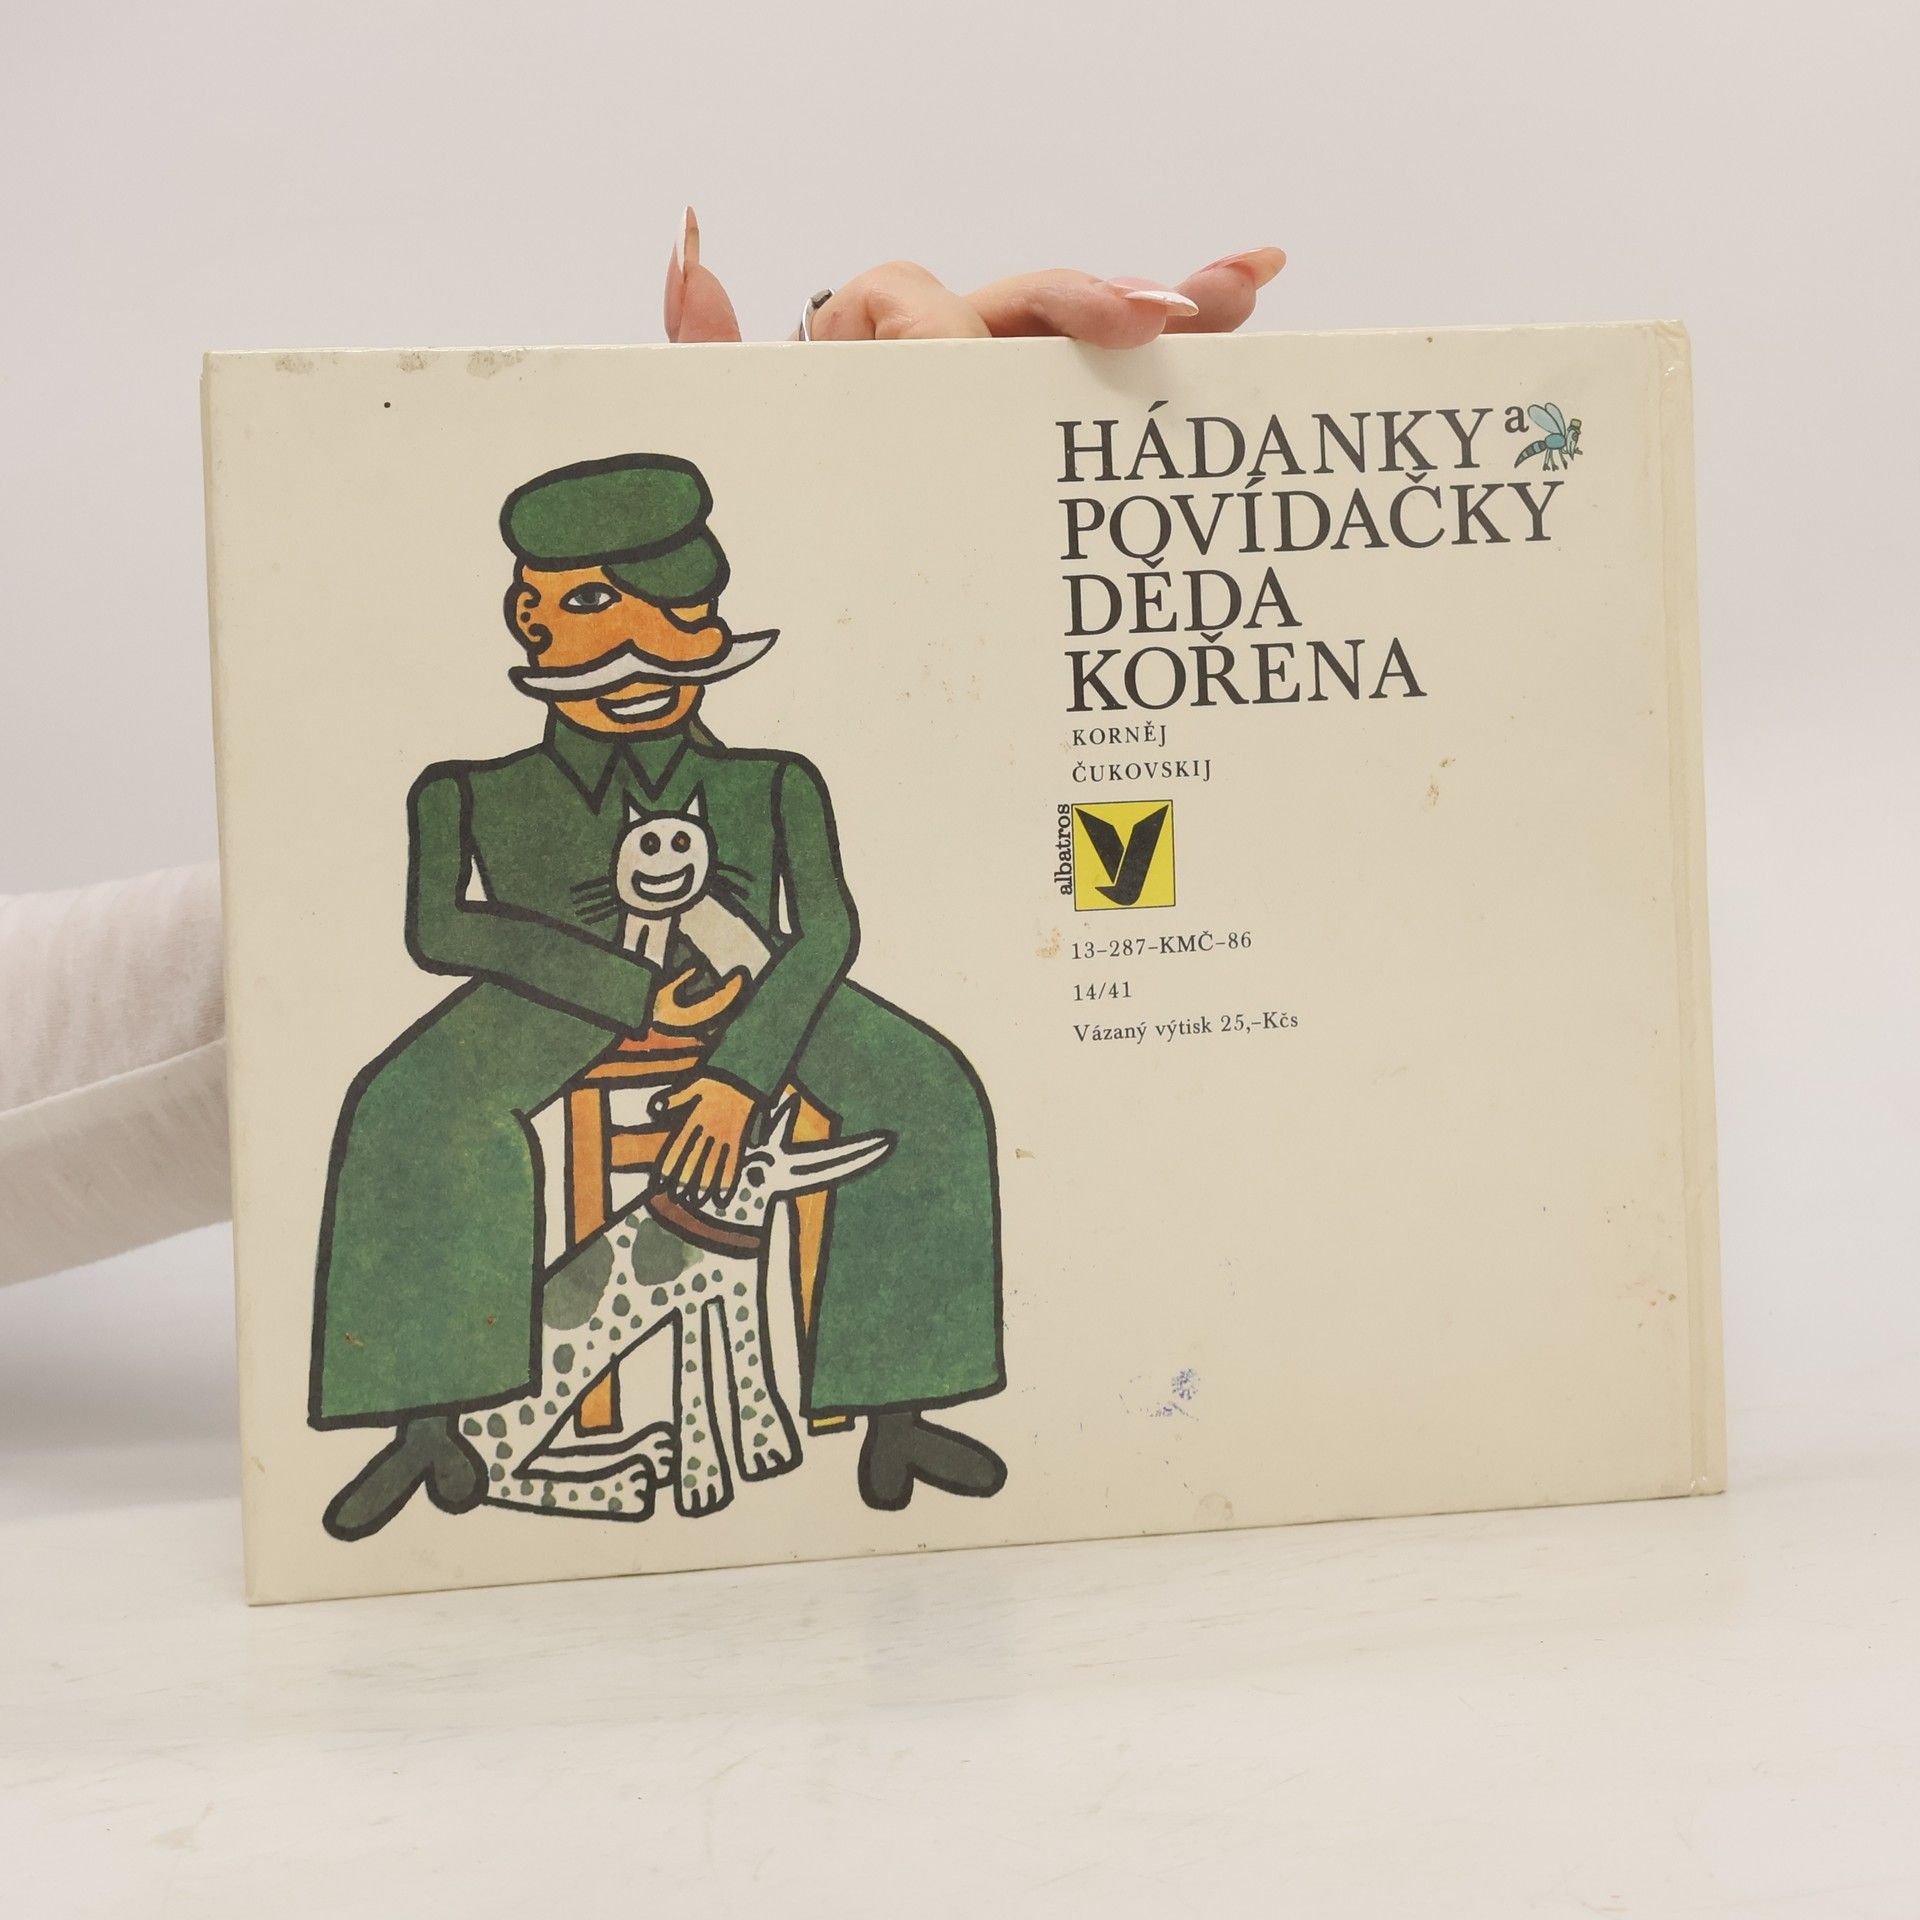 HÁDANKY a
POVÍDAČKY
DĚDA
KOŘENA
KORNĚJ
ČUKOVSKIJ
albatros
13-287-KMČ-86
14/41
Vázaný výtisk 25,-Kčs